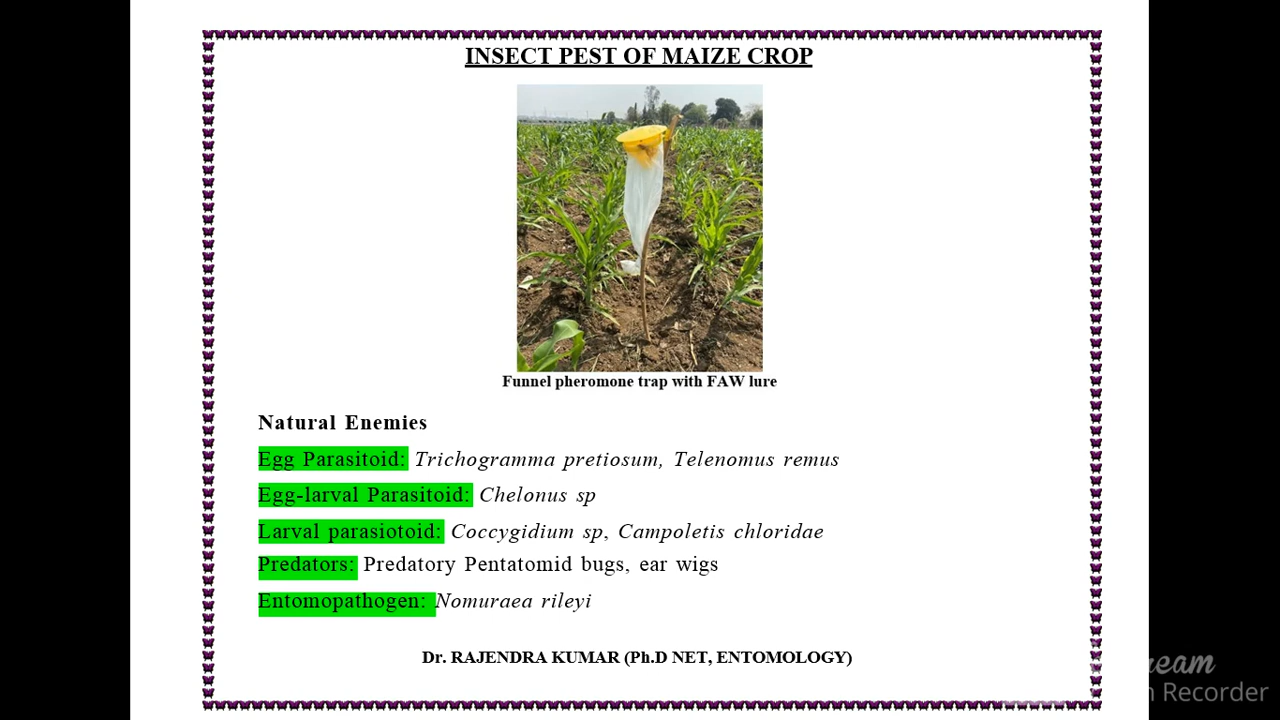 INSECT PEST OF MAIZE CROP
Funnel pheromone trap with FAW lure
Natural Enemies
Egg Parasitoid: Trichogramma pretiosum, Telenomus remus
Egg-larval Parasitoid: Chelonus sp
Larval parasiotoid: Coccygidium sp, Campoletis chloridae
Predators: Predatory Pentatomid bugs, ear wigs
Entomopathogen: Nomuraea rileyi
Dr. RAJENDRA KUMAR (Ph.D NET, ENTOMOLOGY)
Recorder